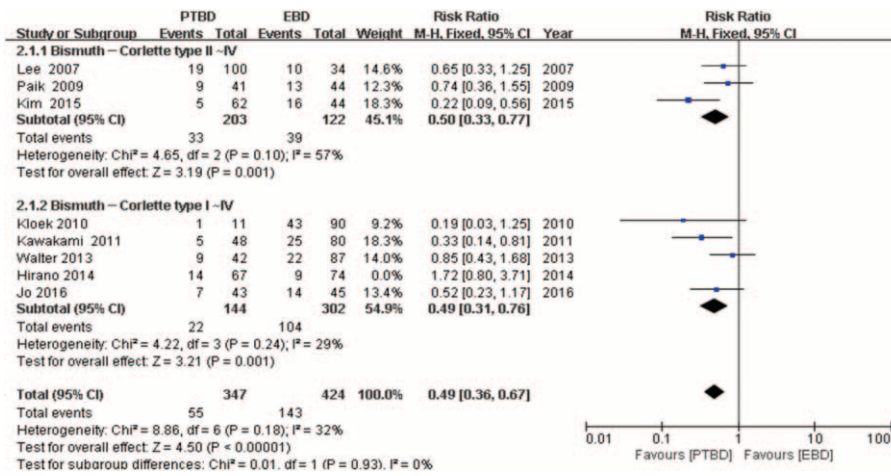 PTBD EBD Risk Ratio Risk Ratio
Study or Subgroup Events Total Events Total Weight M-H, Fixed, 95% CI Year M-H, Fixed, 95% CI
2.1.1 Bismuth – Corlette type II ~IV
Lee 2007 19 100 10 34 14.6% 0.65 [0.33, 1.25] 2007
Paik 2009 9 41 13 44 12.3% 0.74 [0.36, 1.55] 2009
Kim 2015 5 62 16 44 18.3% 0.22 [0.09, 0.56] 2015
Subtotal (95% CI) 203 122 45.1% 0.50 [0.33, 0.77]
Total events 33 39
Heterogeneity: Chi² = 4.65, df = 2 (P = 0.10); I² = 57%
Test for overall effect: Z = 3.19 (P = 0.001)
2.1.2 Bismuth – Corlette type I ~IV
Kloek 2010 1 11 43 90 9.2% 0.19 [0.03, 1.25] 2010
Kawakami 2011 5 48 25 80 18.3% 0.33 [0.14, 0.81] 2011
Walter 2013 9 42 22 87 14.0% 0.85 [0.43, 1.68] 2013
Hirano 2014 14 67 9 74 0.0% 1.72 [0.80, 3.71] 2014
Jo 2016 7 43 14 45 13.4% 0.52 [0.23, 1.17] 2016
Subtotal (95% CI) 144 302 54.9% 0.49 [0.31, 0.76]
Total events 22 104
Heterogeneity: Chi² = 4.22, df = 3 (P = 0.24); I² = 29%
Test for overall effect: Z = 3.21 (P = 0.001)
Total (95% CI) 347 424 100.0% 0.49 [0.36, 0.67]
Total events 55 143
Heterogeneity: Chi² = 8.86, df = 6 (P = 0.18); I² = 32%
Test for overall effect: Z = 4.50 (P < 0.00001)
Test for subgroup differences: Chi² = 0.01, df = 1 (P = 0.93), I² = 0%
0.01 0.1 1 10 100
Favours [PTBD] Favours [EBD]